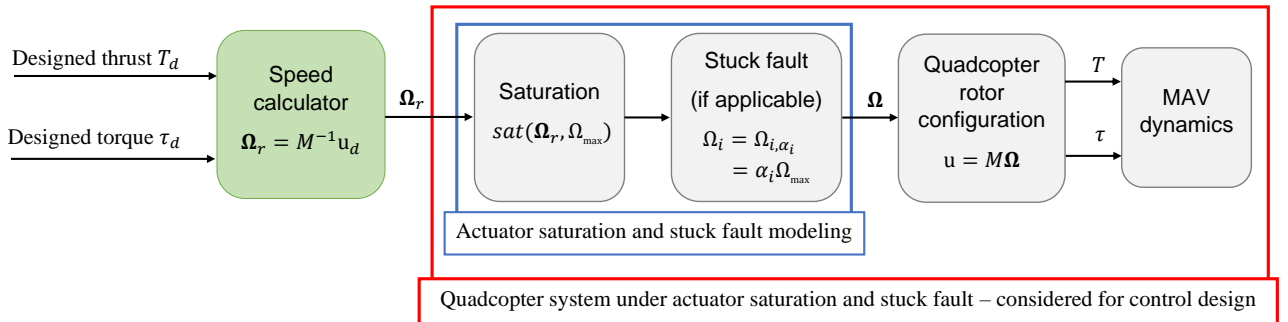 Designed thrust T_d
Designed torque τ_d
Speed
calculator
𝛀_r = M⁻¹u_d
𝛀_r
Saturation
sat(𝛀_r, Ω_max)
Stuck fault
(if applicable)
Ω_i = Ω_{i,α_i}
= α_iΩ_max
𝛀
Quadcopter
rotor
configuration
u = M𝛀
T
τ
MAV
dynamics
Actuator saturation and stuck fault modeling
Quadcopter system under actuator saturation and stuck fault – considered for control design